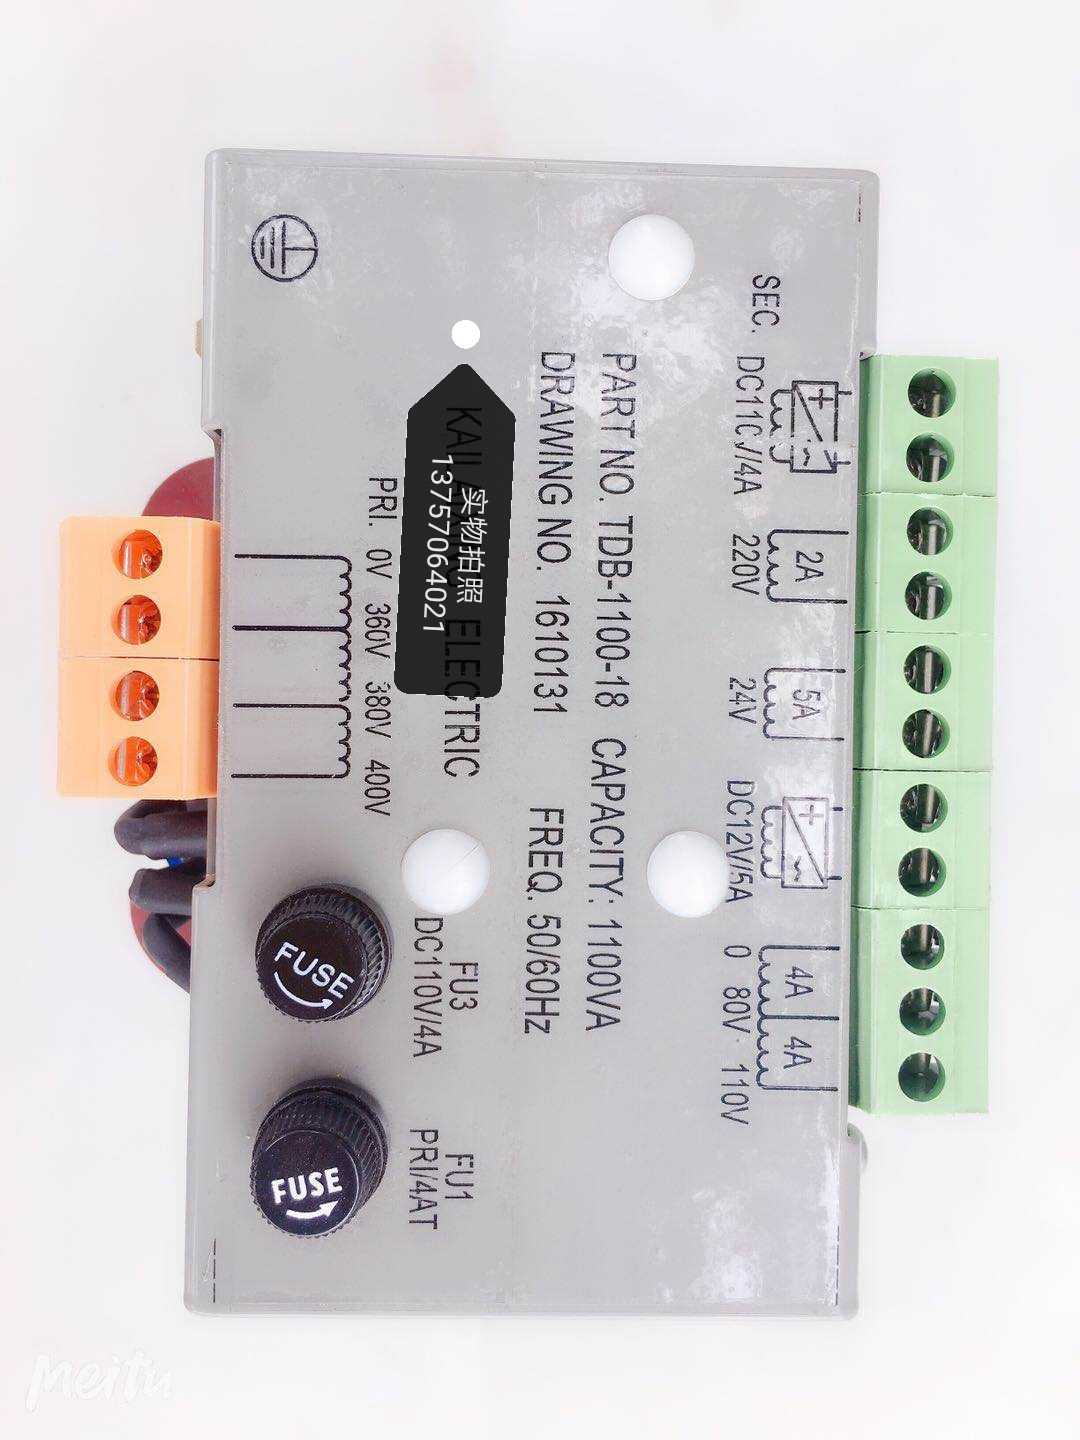 SEC. DC110V/4A 220V 24V DC12V/5A 0 80V 110V
+ ~ 2A 5A + ~ 4A 4A
PART NO. TDB-1100-18 CAPACITY: 1100VA
DRAWING NO. 161013​1 FREQ. 50/60Hz
ELECTRIC
实物拍照
13757064021
PRI. 0V 360V 380V 400V
FU3
DC110V/4A
FU1
PRI/4AT
FUSE
FUSE
Meitu